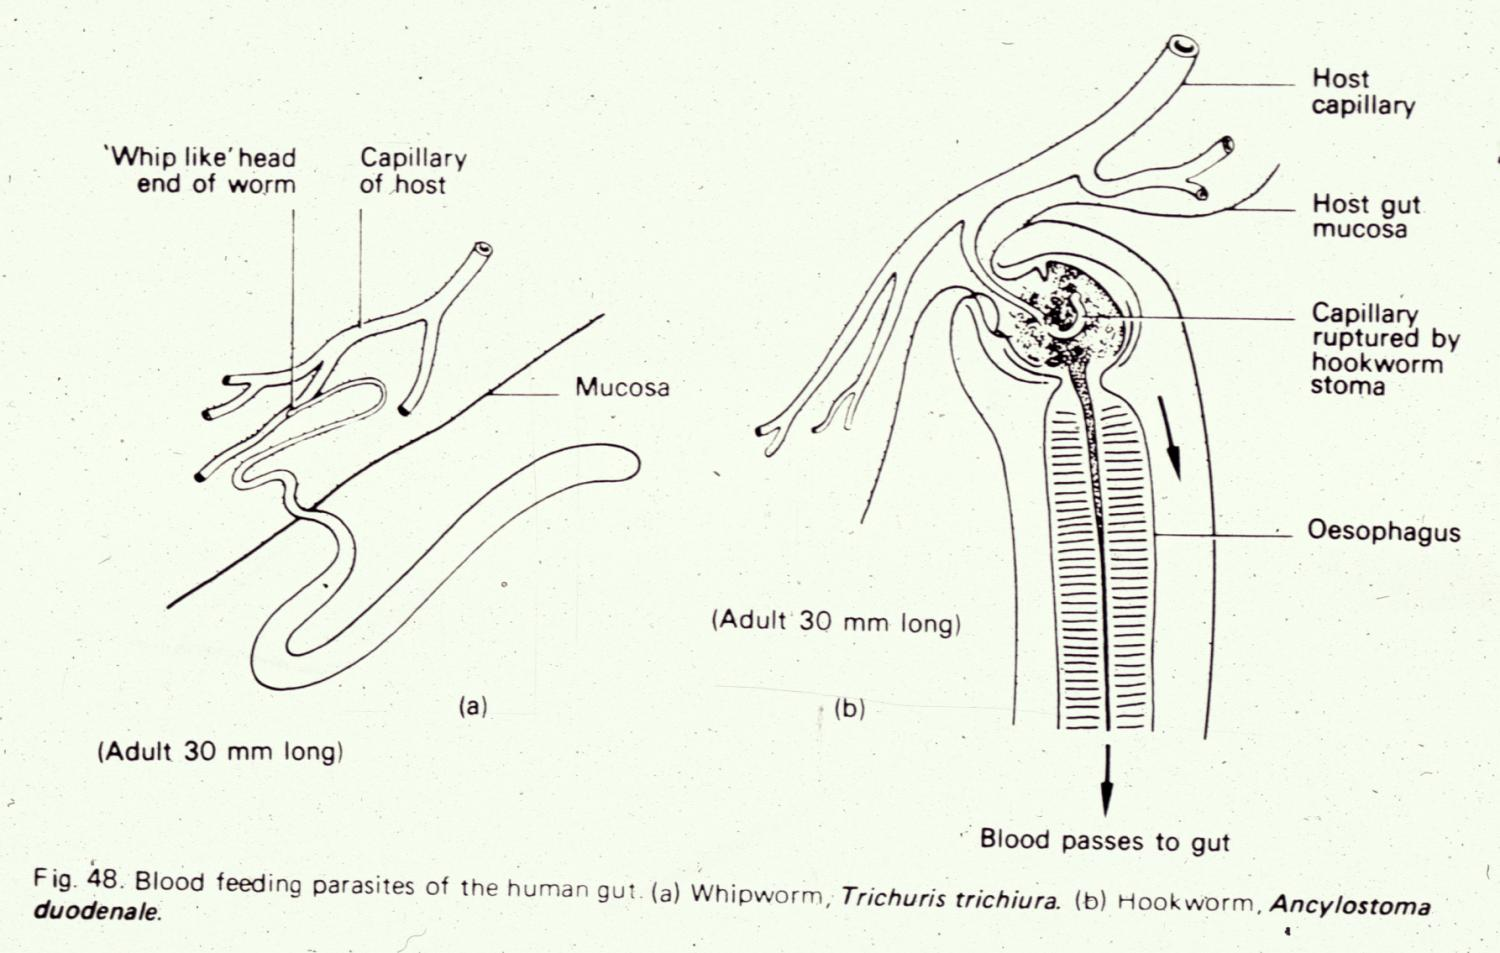 'Whip like' head
end of worm
Capillary
of host
Mucosa
(a)
(Adult 30 mm long)
Host
capillary
Host gut
mucosa
Capillary
ruptured by
hookworm
stoma
Oesophagus
(Adult 30 mm long)
(b)
Blood passes to gut
Fig. 48. Blood feeding parasites of the human gut. (a) Whipworm, Trichuris trichiura. (b) Hookworm, Ancylostoma
duodenale.